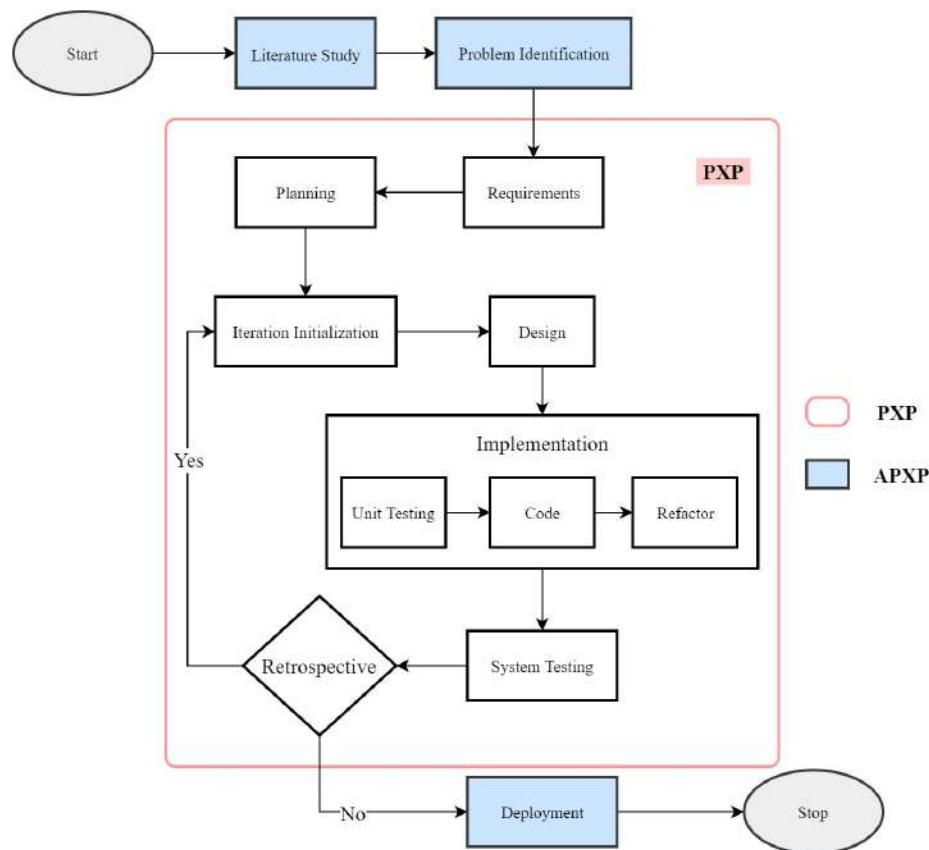 Start
Literature Study
Problem Identification
PXP
Planning
Requirements
Iteration Initialization
Design
PXP
Implementation
Yes
APXP
Unit Testing
Code
Refactor
Retrospective
System Testing
No
Deployment
Stop